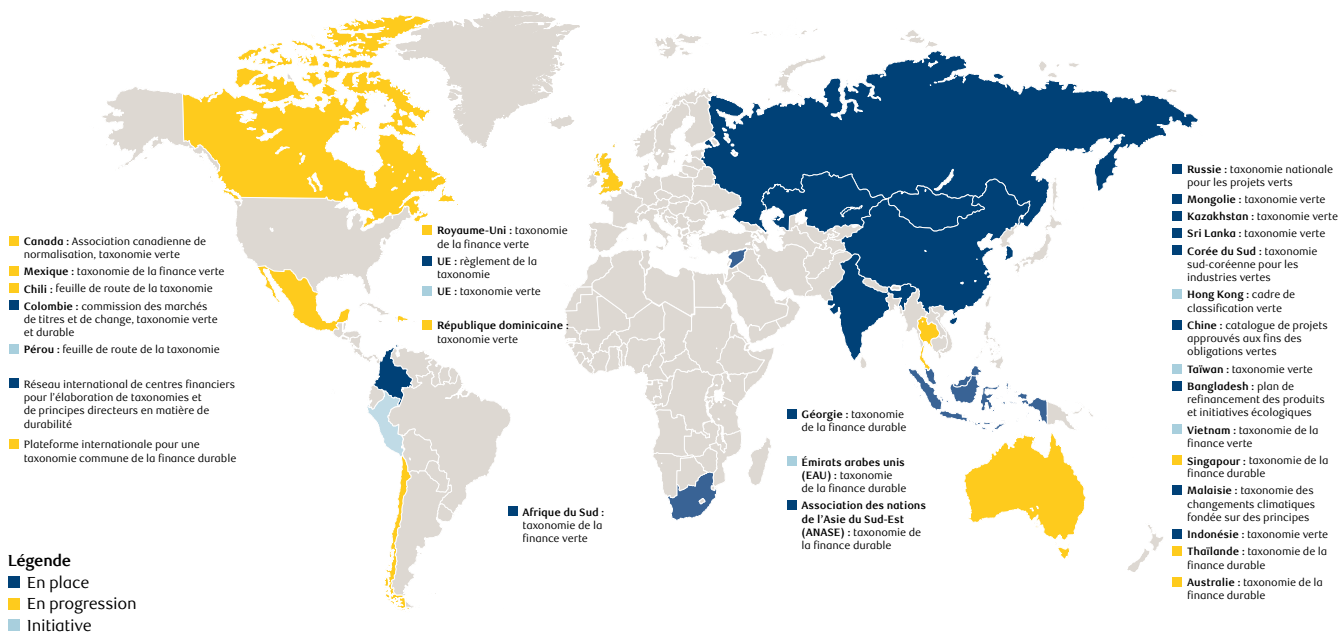 Canada : Association canadienne de
normalisation, taxonomie verte
Mexique : taxonomie de la finance verte
Chili : feuille de route de la taxonomie
Colombie : commission des marchés
de titres et de change, taxonomie verte
et durable
Pérou : feuille de route de la taxonomie
Réseau international de centres financiers
pour l'élaboration de taxonomies et
de principes directeurs en matière de
durabilité
Plateforme internationale pour une
taxonomie commune de la finance durable
Légende
En place
En progression
Initiative
Royaume-Uni : taxonomie
de la finance verte
UE : règlement de la
taxonomie
UE : taxonomie verte
République dominicaine :
taxonomie verte
Afrique du Sud :
taxonomie de la
finance verte
Géorgie : taxonomie
de la finance durable
Émirats arabes unis
(EAU) : taxonomie
de la finance durable
Association des nations
de l'Asie du Sud-Est
(ANASE) : taxonomie de
la finance durable
Russie : taxonomie nationale
pour les projets verts
Mongolie : taxonomie verte
Kazakhstan : taxonomie verte
Sri Lanka : taxonomie verte
Corée du Sud : taxonomie
sud-coréenne pour les
industries vertes
Hong Kong : cadre de
classification verte
Chine : catalogue de projets
approuvés aux fins des
obligations vertes
Taïwan : taxonomie verte
Bangladesh : plan de
refinancement des produits
et initiatives écologiques
Vietnam : taxonomie de la
finance verte
Singapour : taxonomie de la
finance durable
Malaisie : taxonomie des
changements climatiques
fondée sur des principes
Indonésie : taxonomie verte
Thaïlande : taxonomie de la
finance durable
Australie : taxonomie de la
finance durable